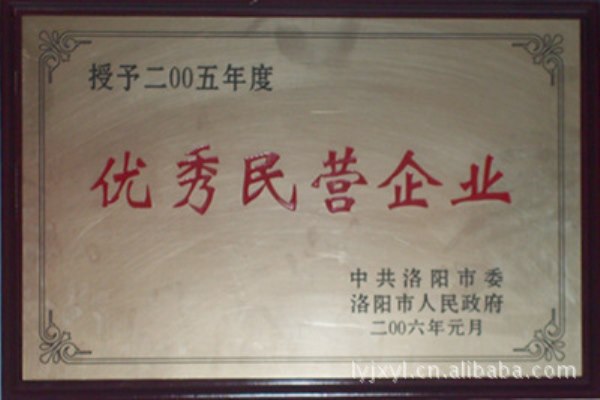 授予二00五年度
优秀民营企业
中共洛阳市委
洛阳市人民政府
二00六年元月
lyjxyl.cn.alibaba.com